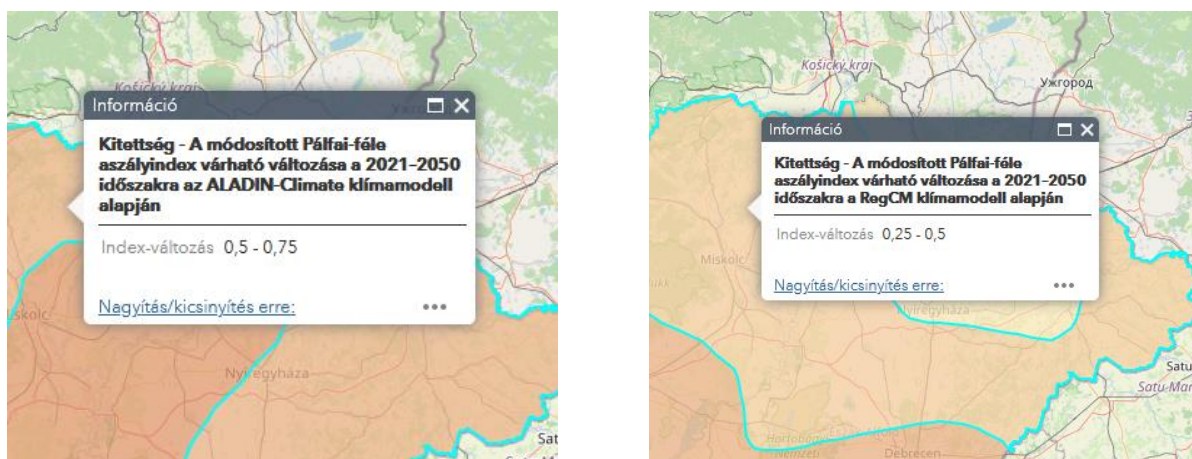 Košický kraj
Információ
Kitettség - A módosított Pálfai-féle
aszályindex várható változása a 2021-2050
időszakra az ALADIN-Climate klímamodell
alapján
Index-változás 0,5 - 0,75
Nagyítás/kicsinyítés erre:
skolc
Nyíregyháza
Sat
Košický kraj
Ужгород
Információ
Kitettség - A módosított Pálfai-féle
aszályindex várható változása a 2021-2050
időszakra a RegCM klímamodell alapján
Index-változás 0,25 - 0,5
Miskolc
Nagyítás/kicsinyítés erre:
Nyíregyháza
Satu
Satu Mar
Hortobágyi
Nemzeti
Debrecen